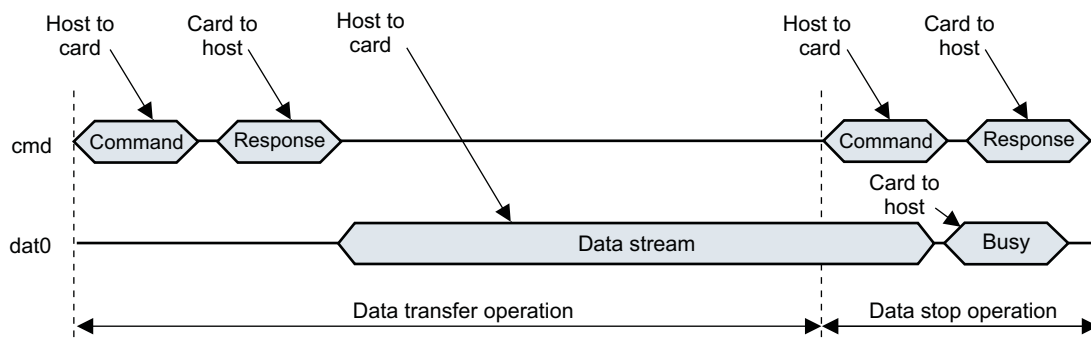 Host to
card
Card to
host
Host to
card
Host to
card
Card to
host
cmd
Command
Response
Command
Response
Card to
host
dat0
Data stream
Busy
Data transfer operation
Data stop operation